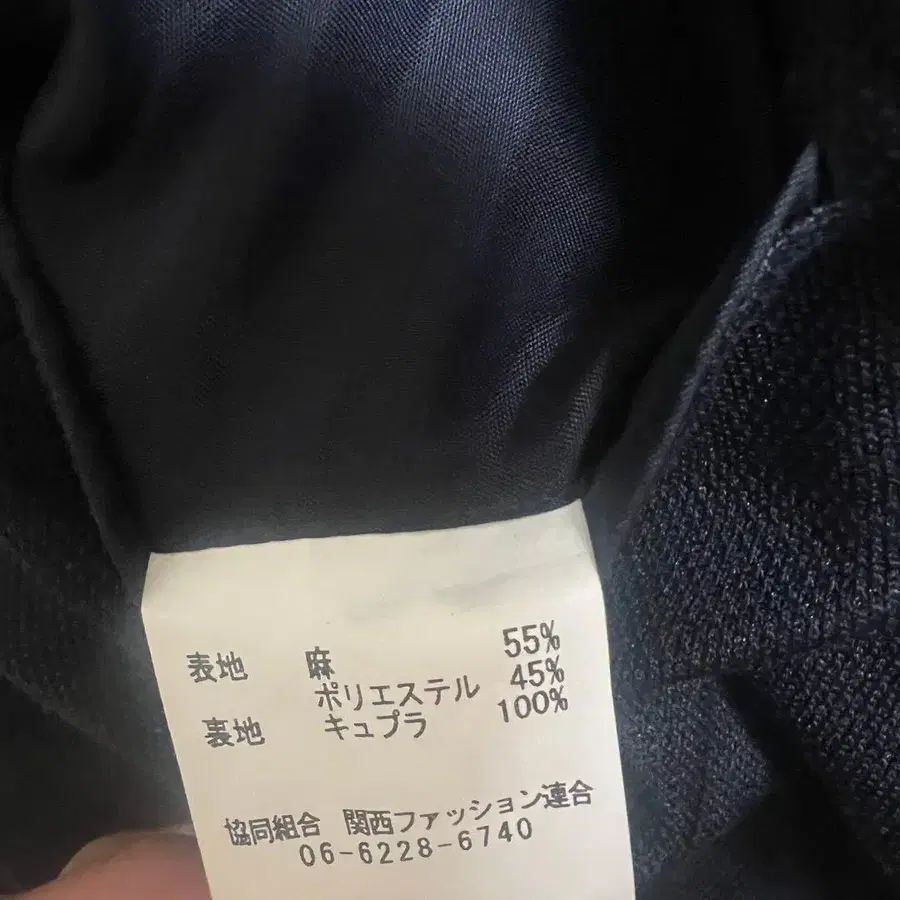 表地 麻 55%
ポリエステル 45%
裏地 キュプラ 100%
協同組合 関西ファッション連合
06-6228-6740